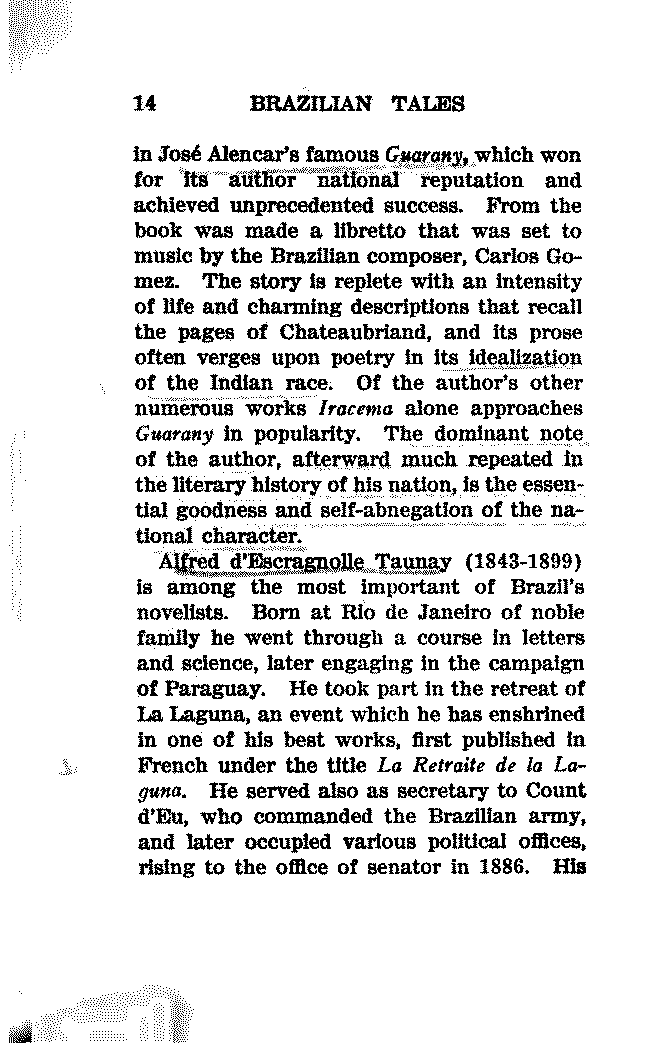 14 BRAZILIAN TALES
in José Alencar's famous Guarany, which won
for its author national reputation and
achieved unprecedented success. From the
book was made a libretto that was set to
music by the Brazilian composer, Carlos Go-
mez. The story is replete with an intensity
of life and charming descriptions that recall
the pages of Chateaubriand, and its prose
often verges upon poetry in its idealization
of the Indian race. Of the author's other
numerous works Iracema alone approaches
Guarany in popularity. The dominant note
of the author, afterward much repeated in
the literary history of his nation, is the essen-
tial goodness and self-abnegation of the na-
tional character.
Alfred d'Escragnolle Taunay (1843-1899)
is among the most important of Brazil's
novelists. Born at Rio de Janeiro of noble
family he went through a course in letters
and science, later engaging in the campaign
of Paraguay. He took part in the retreat of
La Laguna, an event which he has enshrined
in one of his best works, first published in
French under the title La Retraite de la La-
guna. He served also as secretary to Count
d'Eu, who commanded the Brazilian army,
and later occupied various political offices,
rising to the office of senator in 1886. His